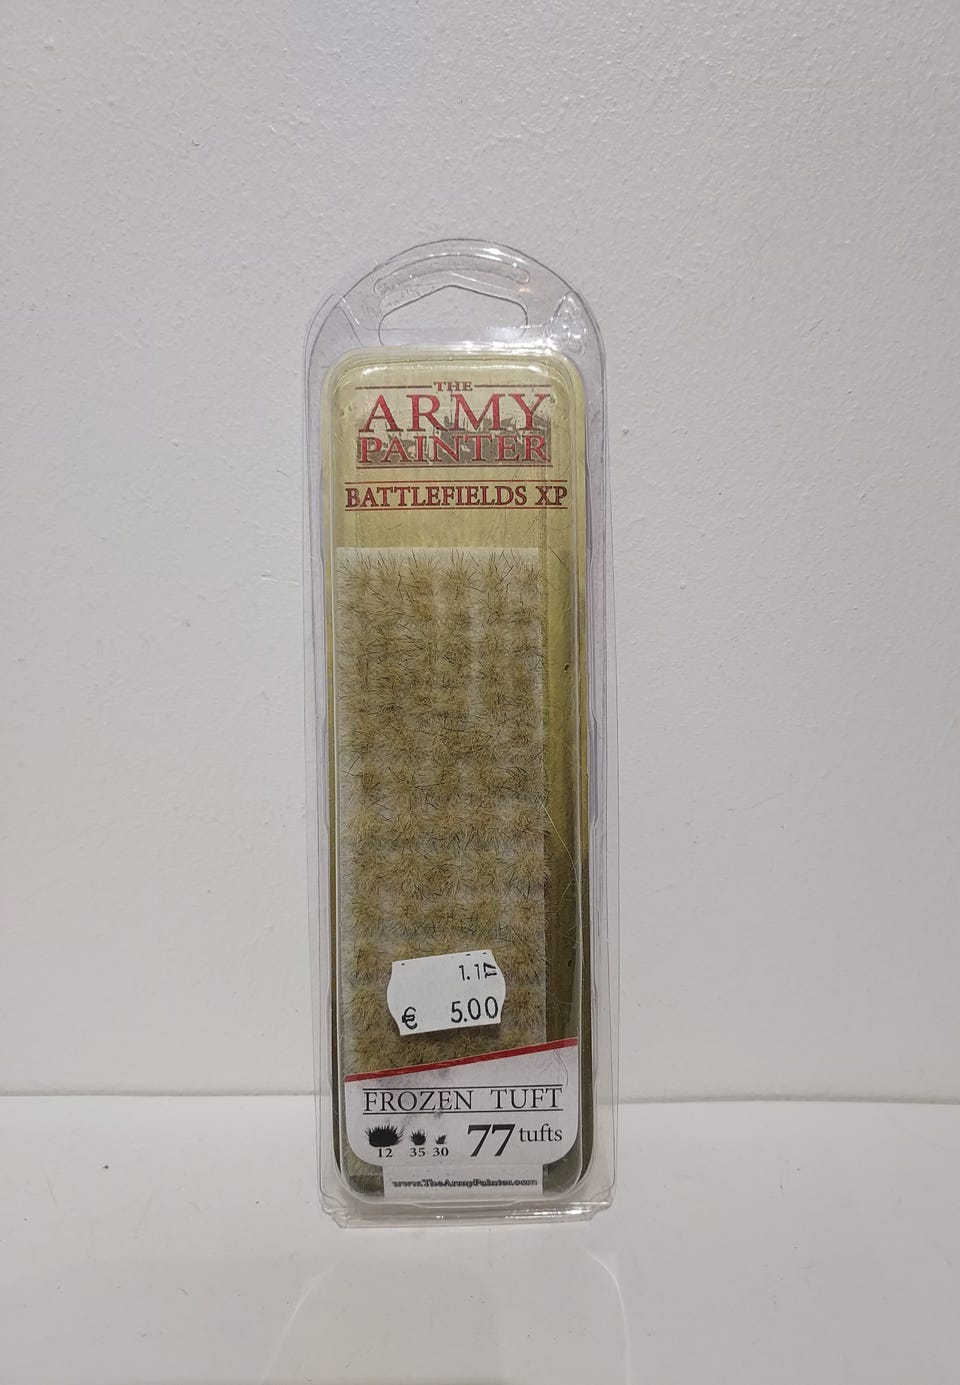 THE
ARMY
PAINTER
BATTLEFIELDS XP
€ 5.00
FROZEN TUFT
12 35 30 77 tufts
www.TheArmyPainter.com